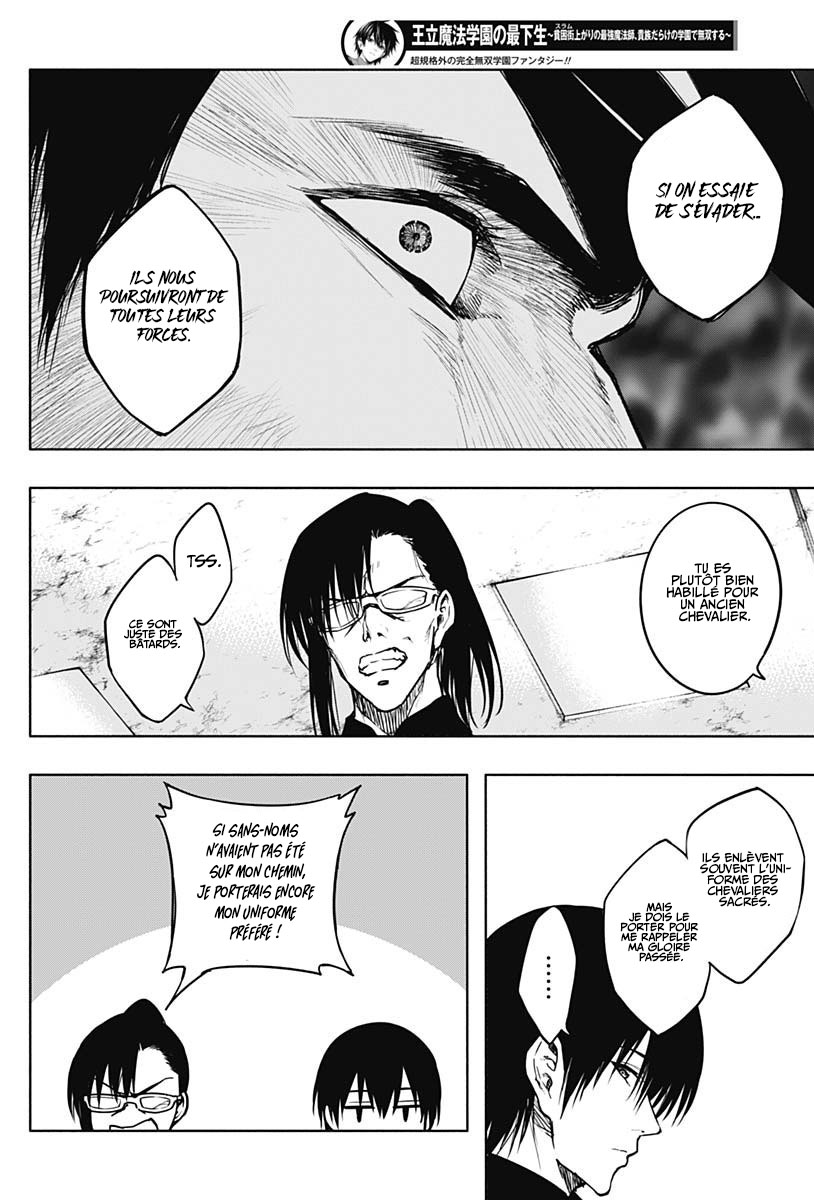 王立魔法学園の最下生～貧困街上がりの最強魔法師、貴族だらけの学園で無双する～
スラム
超規格外の完全無双学園ファンタジー!!
SI ON ESSAIE
DE S'ÉVADER...
ILS NOUS
POURSUIVRONT DE
TOUTES LEURS
FORCES.
TU ES
PLUTÔT BIEN
HABILLÉ POUR
UN ANCIEN
CHEVALIER.
TSS.
CE SONT
JUSTE DES
BÂTARDS.
ILS ENLÈVENT
SOUVENT L'UNI-
FORME DES
CHEVALIERS
SACRÉS.
MAIS
JE DOIS LE
PORTER POUR
ME RAPPELER
MA GLOIRE
PASSÉE.
......
SI SANS-NOMS
N'AVAIENT PAS ÉTÉ
SUR MON CHEMIN,
JE PORTERAIS ENCORE
MON UNIFORME
PRÉFÉRÉ !